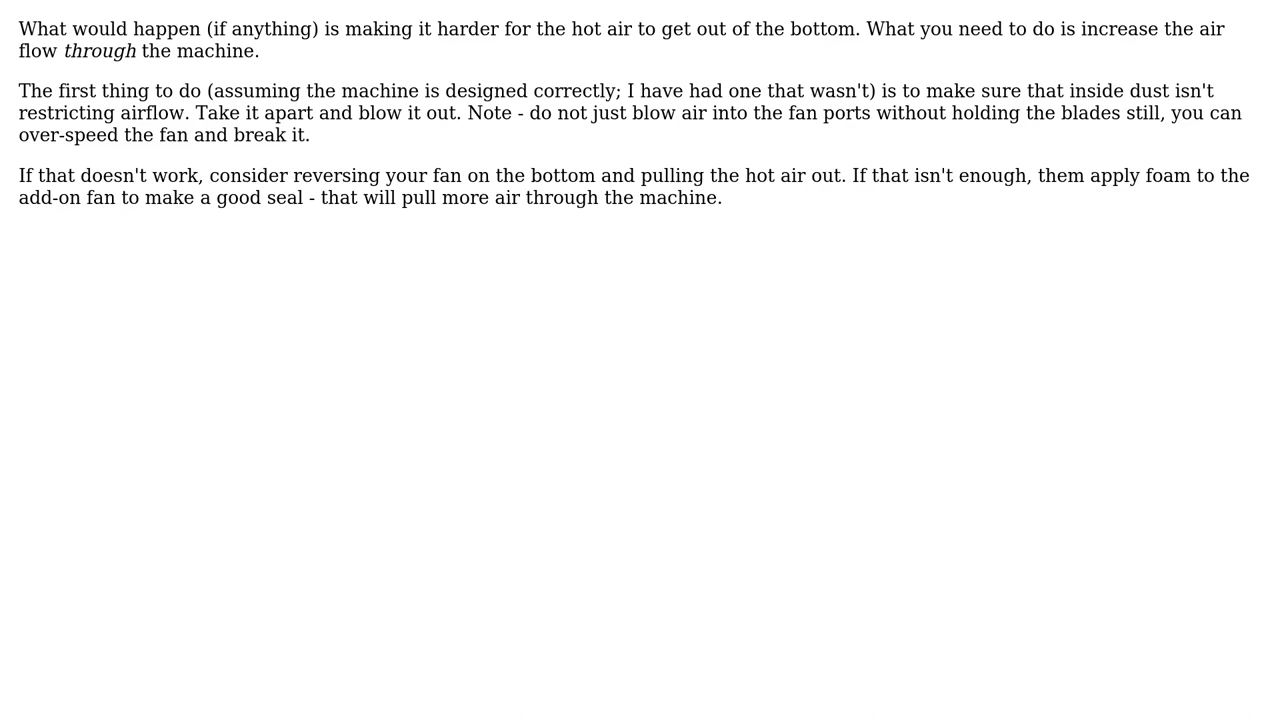 What would happen (if anything) is making it harder for the hot air to get out of the bottom. What you need to do is increase the air
flow through the machine.
The first thing to do (assuming the machine is designed correctly; I have had one that wasn't) is to make sure that inside dust isn't
restricting airflow. Take it apart and blow it out. Note - do not just blow air into the fan ports without holding the blades still, you can
over-speed the fan and break it.
If that doesn't work, consider reversing your fan on the bottom and pulling the hot air out. If that isn't enough, them apply foam to the
add-on fan to make a good seal - that will pull more air through the machine.